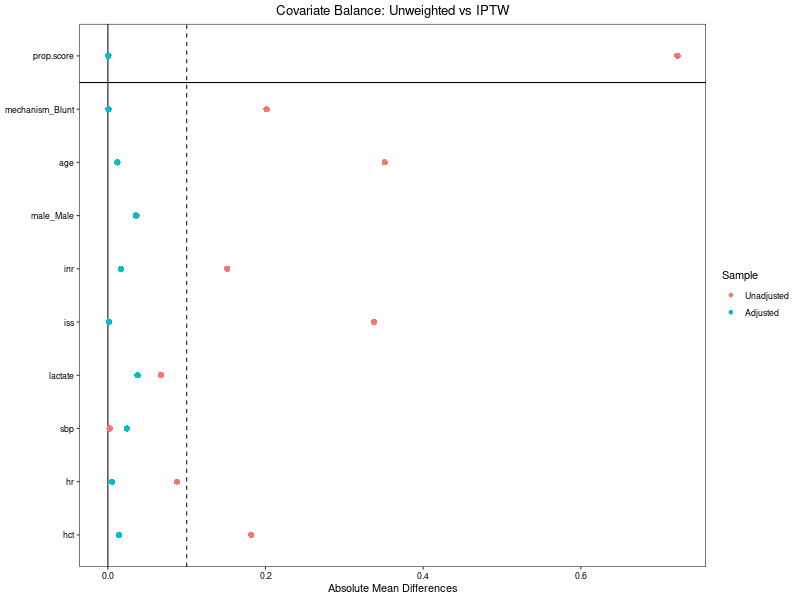 Covariate Balance: Unweighted vs IPTW
prop.score
mechanism_Blunt
age
male_Male
inr
iss
lactate
sbp
hr
hct
0.0 0.2 0.4 0.6
Absolute Mean Differences
Sample
Unadjusted
Adjusted